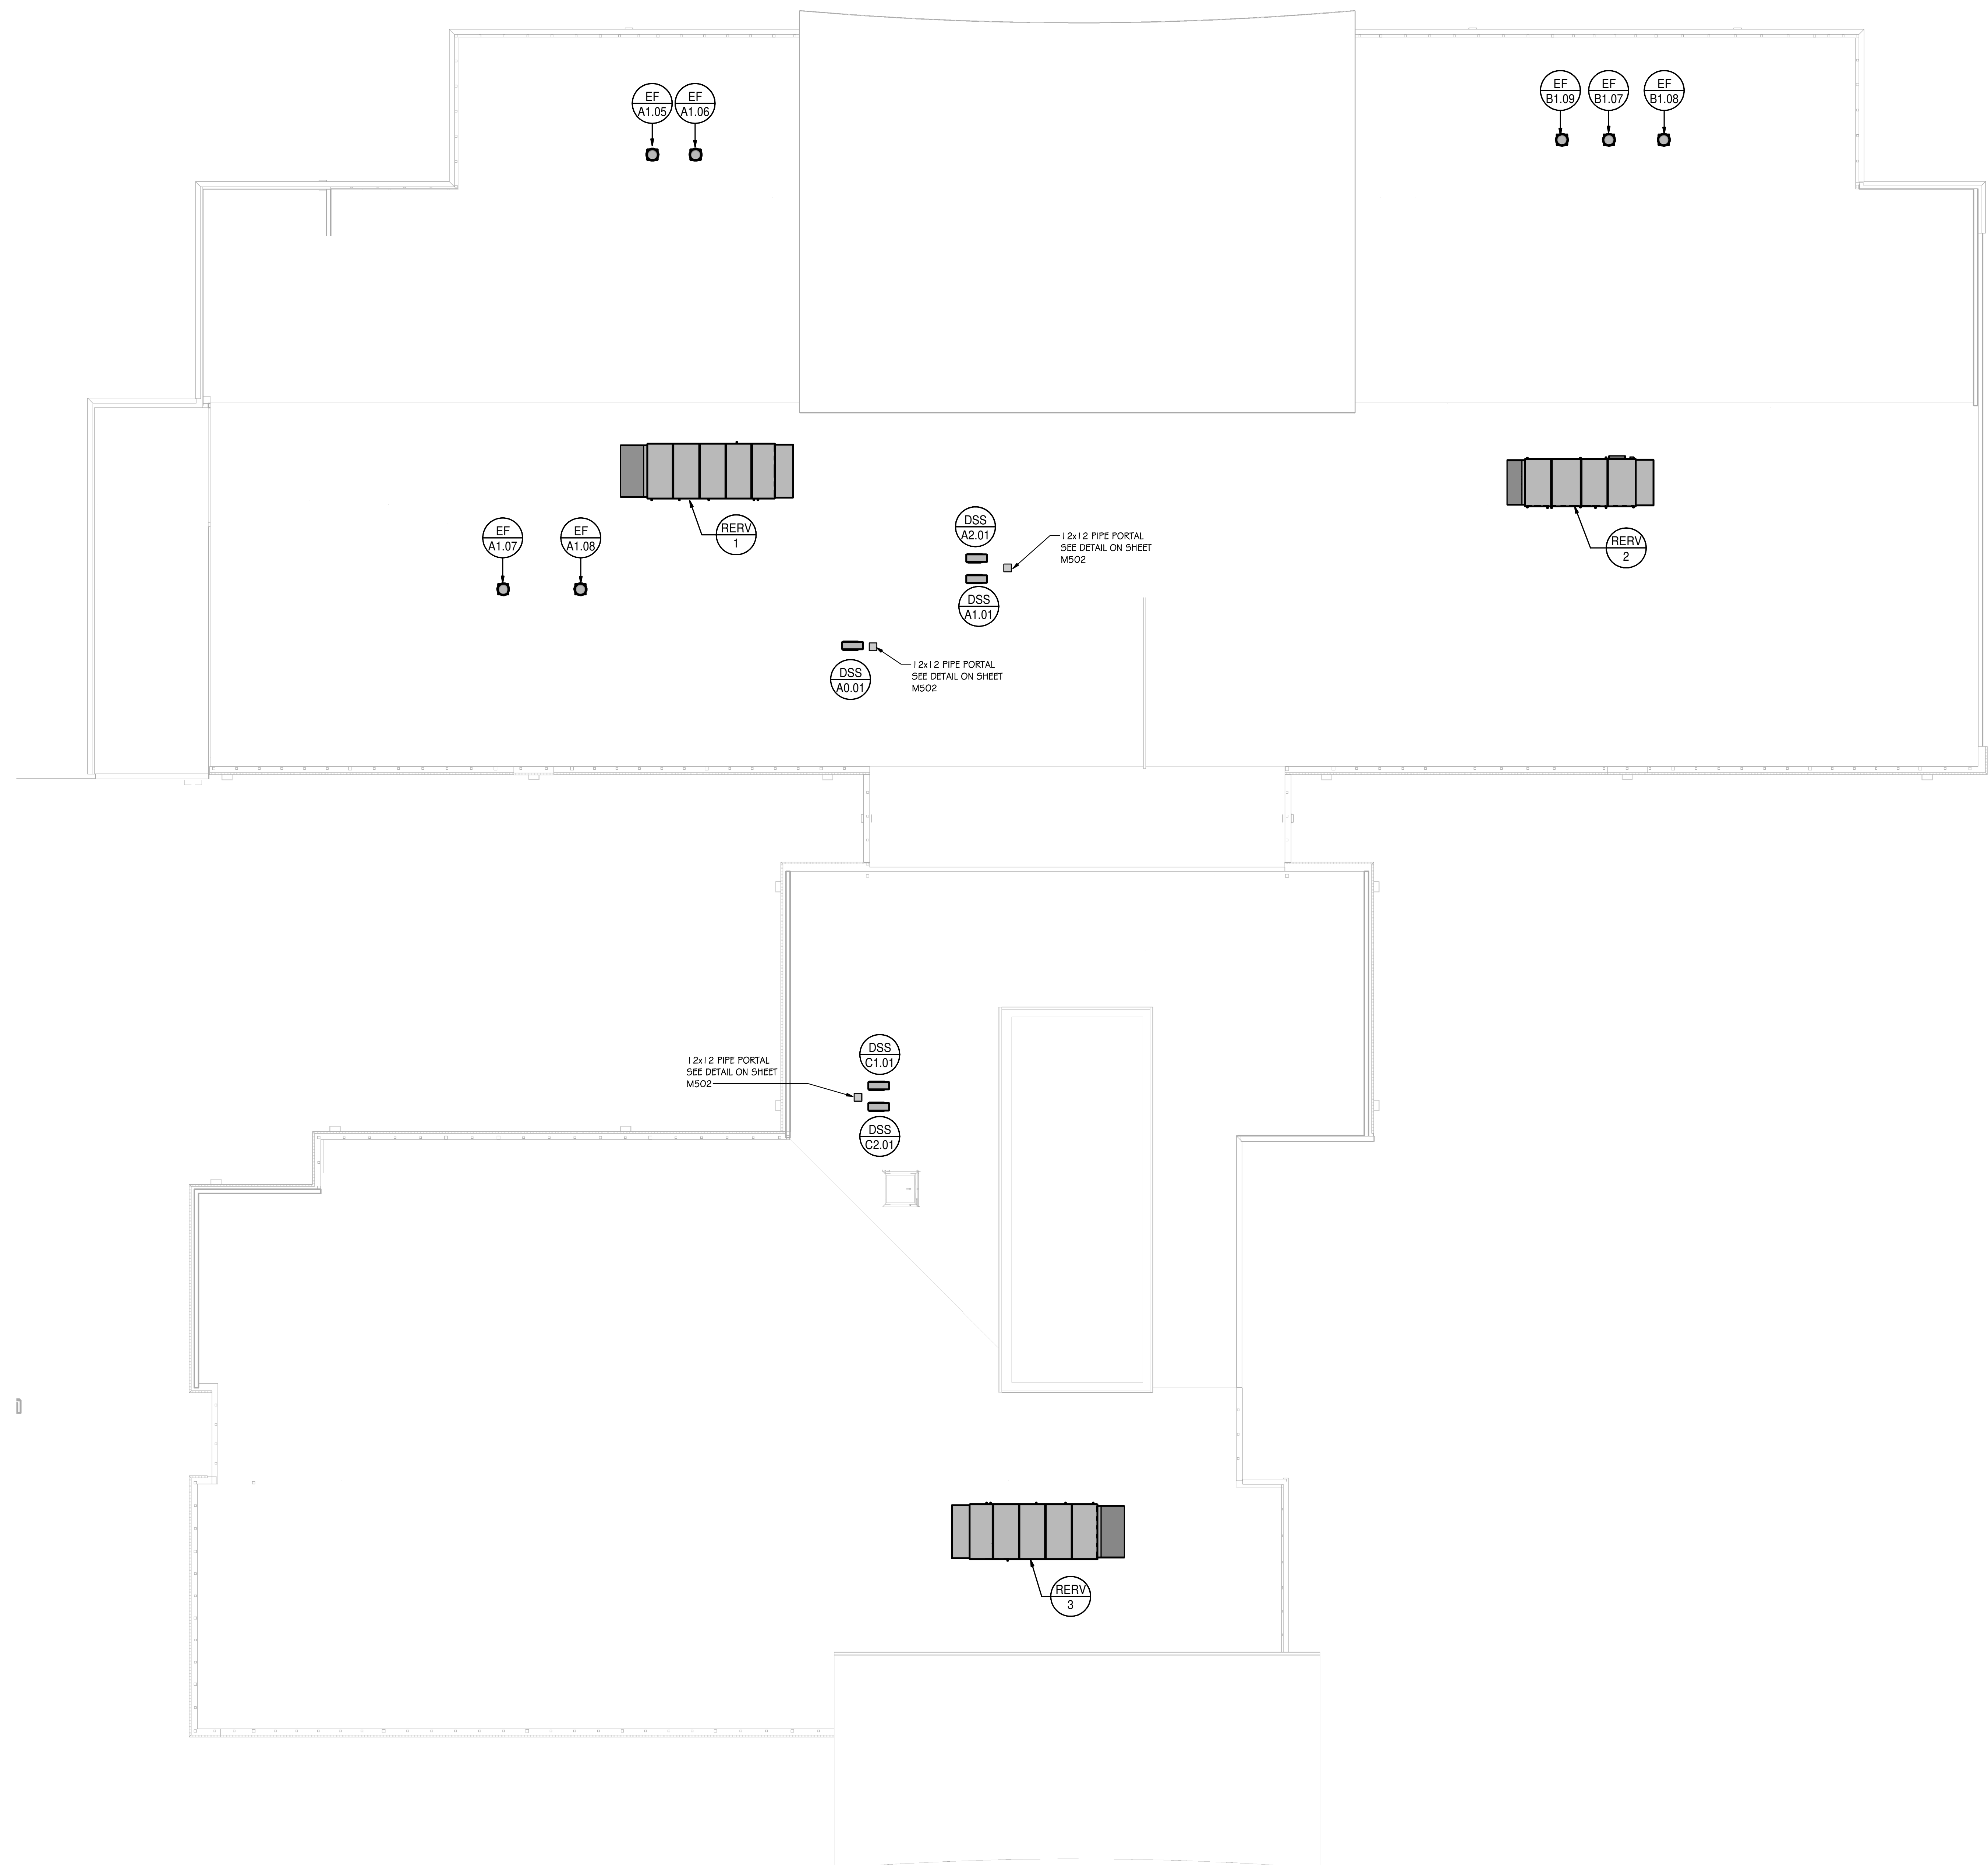 EF
A1.05
EF
A1.06
EF
B1.09
EF
B1.07
EF
B1.08
RERV
1
RERV
2
EF
A1.07
EF
A1.08
DSS
A2.01
12x12 PIPE PORTAL
SEE DETAIL ON SHEET
M502
DSS
A1.01
DSS
A0.01
12x12 PIPE PORTAL
SEE DETAIL ON SHEET
M502
12x12 PIPE PORTAL
SEE DETAIL ON SHEET
M502
DSS
C1.01
DSS
C2.01
RERV
3